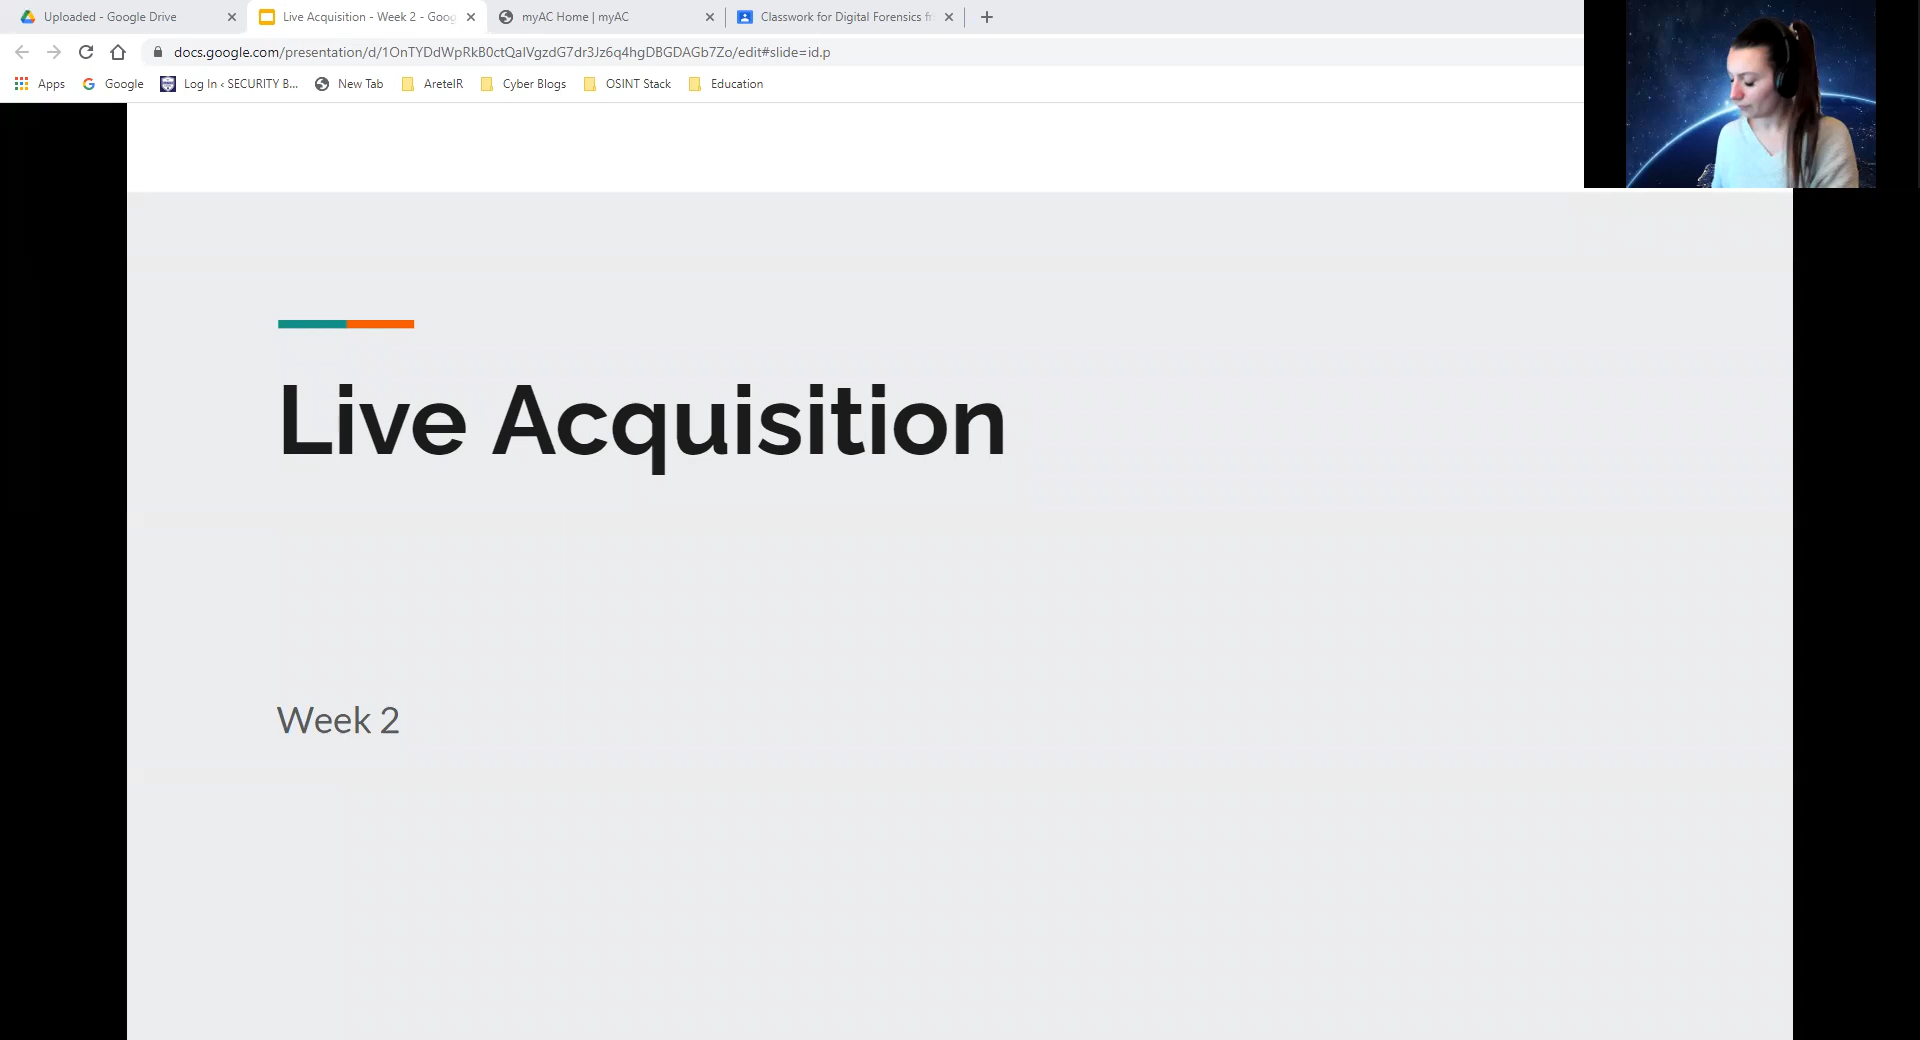 Uploaded - Google Drive
Live Acquisition - Week 2 - Goog
myAC Home | myAC
Classwork for Digital Forensics fr
docs.google.com/presentation/d/1OnTYDdWpRkB0ctQalVgzdG7dr3Jz6q4hgDBGDAGb7Zo/edit#slide=id.p
Apps
Google
Log In ‹ SECURITY B...
New Tab
AreteIR
Cyber Blogs
OSINT Stack
Education
Live Acquisition
Week 2